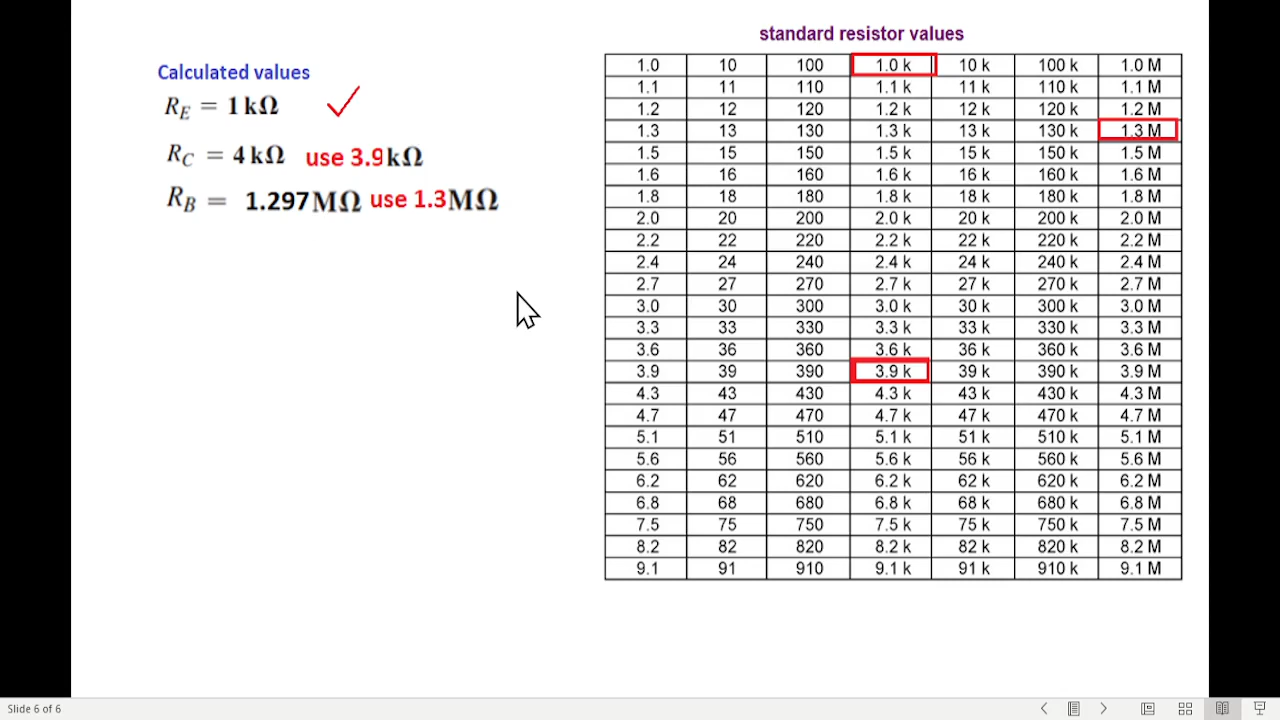 standard resistor values
Calculated values
R_E = 1 kΩ
R_C = 4 kΩ use 3.9 kΩ
R_B = 1.297 MΩ use 1.3 MΩ
1.0 10 100 1.0 k 10 k 100 k 1.0 M
1.1 11 110 1.1 k 11 k 110 k 1.1 M
1.2 12 120 1.2 k 12 k 120 k 1.2 M
1.3 13 130 1.3 k 13 k 130 k 1.3 M
1.5 15 150 1.5 k 15 k 150 k 1.5 M
1.6 16 160 1.6 k 16 k 160 k 1.6 M
1.8 18 180 1.8 k 18 k 180 k 1.8 M
2.0 20 200 2.0 k 20 k 200 k 2.0 M
2.2 22 220 2.2 k 22 k 220 k 2.2 M
2.4 24 240 2.4 k 24 k 240 k 2.4 M
2.7 27 270 2.7 k 27 k 270 k 2.7 M
3.0 30 300 3.0 k 30 k 300 k 3.0 M
3.3 33 330 3.3 k 33 k 330 k 3.3 M
3.6 36 360 3.6 k 36 k 360 k 3.6 M
3.9 39 390 3.9 k 39 k 390 k 3.9 M
4.3 43 430 4.3 k 43 k 430 k 4.3 M
4.7 47 470 4.7 k 47 k 470 k 4.7 M
5.1 51 510 5.1 k 51 k 510 k 5.1 M
5.6 56 560 5.6 k 56 k 560 k 5.6 M
6.2 62 620 6.2 k 62 k 620 k 6.2 M
6.8 68 680 6.8 k 68 k 680 k 6.8 M
7.5 75 750 7.5 k 75 k 750 k 7.5 M
8.2 82 820 8.2 k 82 k 820 k 8.2 M
9.1 91 910 9.1 k 91 k 910 k 9.1 M
Slide 6 of 6